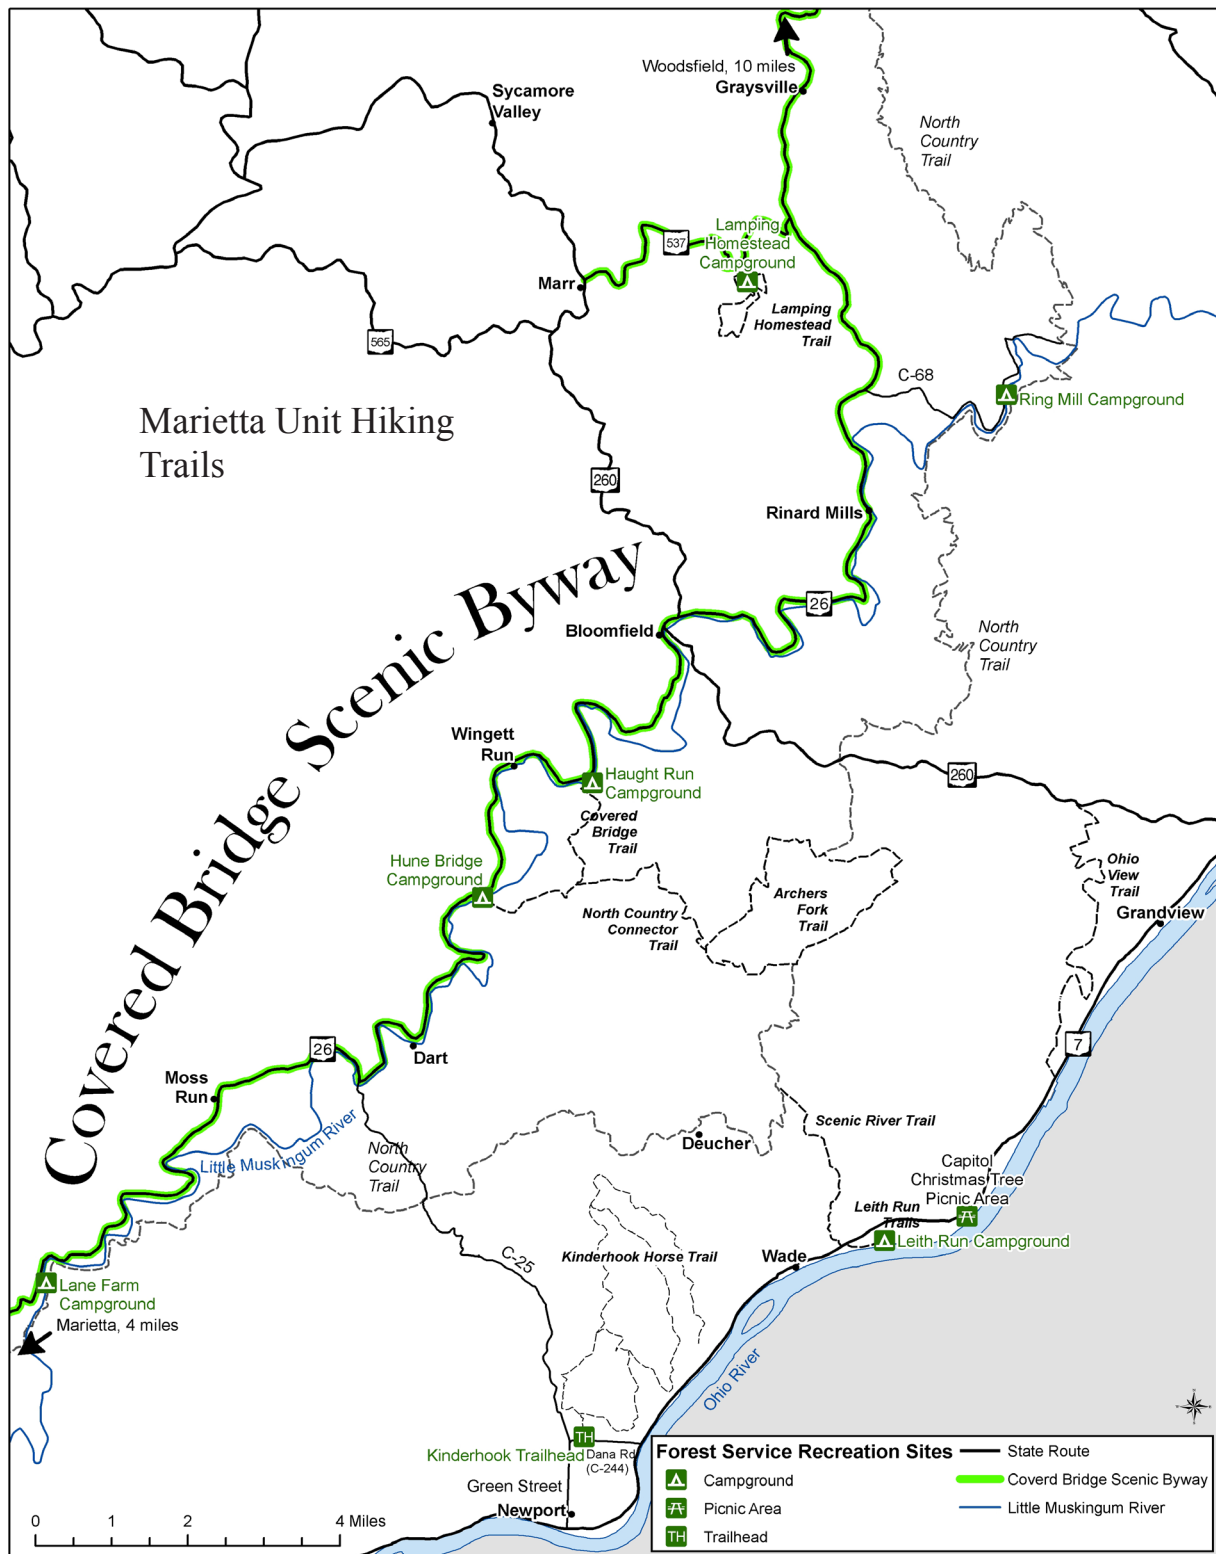 Woodsfield, 10 miles
Graysville
Sycamore
Valley
North
Country
Trail
Lamping
Homestead
Campground
537
Marr
Lamping
Homestead
Trail
565
C-68
Ring Mill Campground
Marietta Unit Hiking
Trails
260
Rinard Mills
Covered Bridge Scenic Byway
26
Bloomfield
North
Country
Trail
Wingett
Run
Haught Run
Campground
260
Covered
Bridge
Trail
Hune Bridge
Campground
Ohio
View
Trail
Archers
Fork
Trail
North Country
Connector
Trail
Grandview
26
Dart
7
Moss
Run
Little Muskingum River
Scenic River Trail
Deucher
North
Country
Trail
Capitol
Christmas Tree
Picnic Area
Leith Run
Trails
Leith Run Campground
Kinderhook Horse Trail
Wade
C-25
Lane Farm
Campground
Marietta, 4 miles
Ohio River
TH
Kinderhook Trailhead
Dana Rd
(C-244)
Green Street
Newport
0 1 2 4 Miles
Forest Service Recreation Sites
Campground
Picnic Area
TH Trailhead
State Route
Coverd Bridge Scenic Byway
Little Muskingum River